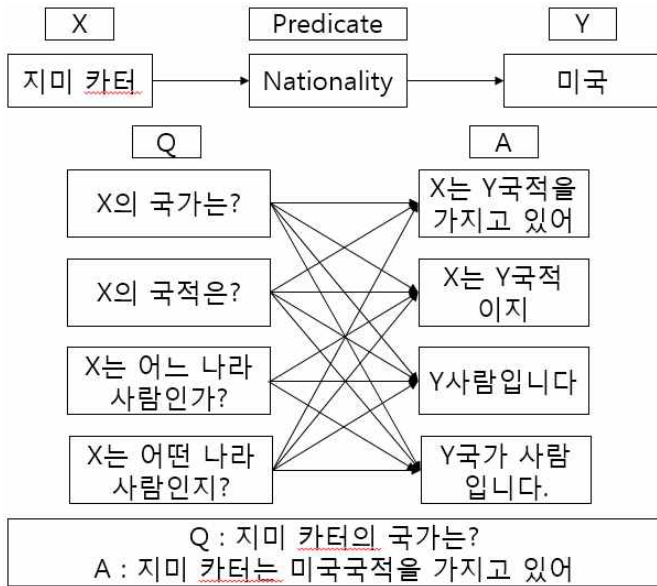 X
Predicate
Y
지미 카터
Nationality
미국
Q
A
X의 국가는?
X는 Y국적을
가지고 있어
X의 국적은?
X는 Y국적
이지
X는 어느 나라
사람인가?
Y사람입니다
X는 어떤 나라
사람인지?
Y국가 사람
입니다.
Q : 지미 카터의 국가는?
A : 지미 카터는 미국국적을 가지고 있어